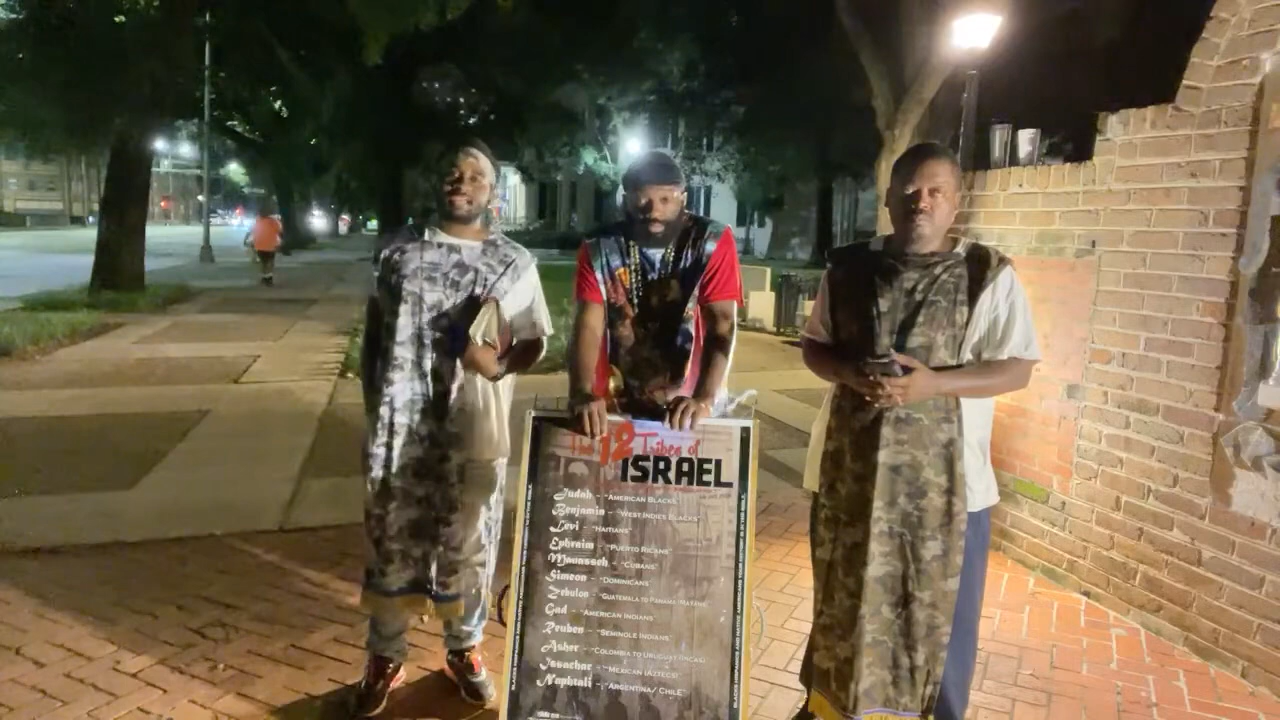 The 12 Tribes of
ISRAEL
Judah - "American Blacks"
Benjamin - "West Indies Blacks"
Levi - "Haitians"
Ephraim - "Puerto Ricans"
Manasseh - "Cubans"
Simeon - "Dominicans"
Zebulon - "Guatemala to Panama (Mayans)"
Gad - "American Indians"
Reuben - "Seminole Indians"
Asher - "Colombia to Uruguay (Incas)"
Issachar - "Mexican (Aztecs)"
Naphtali - "Argentina/ Chile"